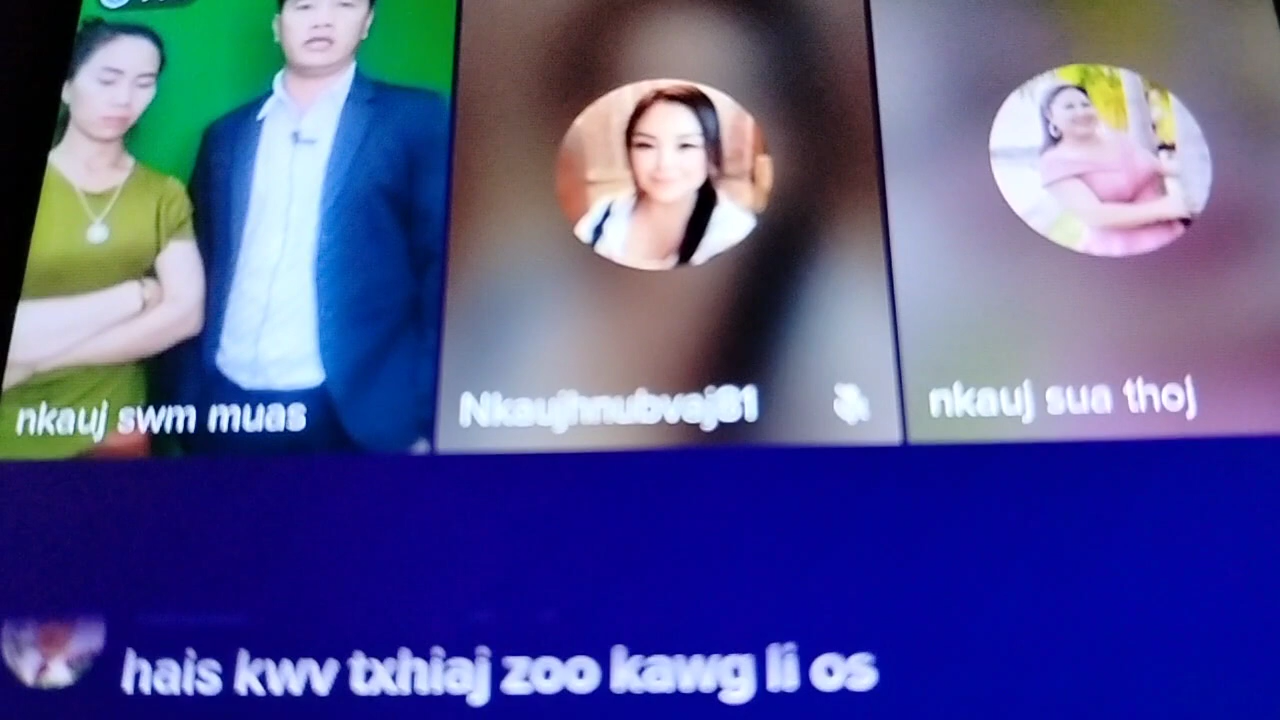 nkauj swm muas
Nkaujhnubvaj81
nkauj sua thoj
hais kwv txhiaj zoo kawg li os